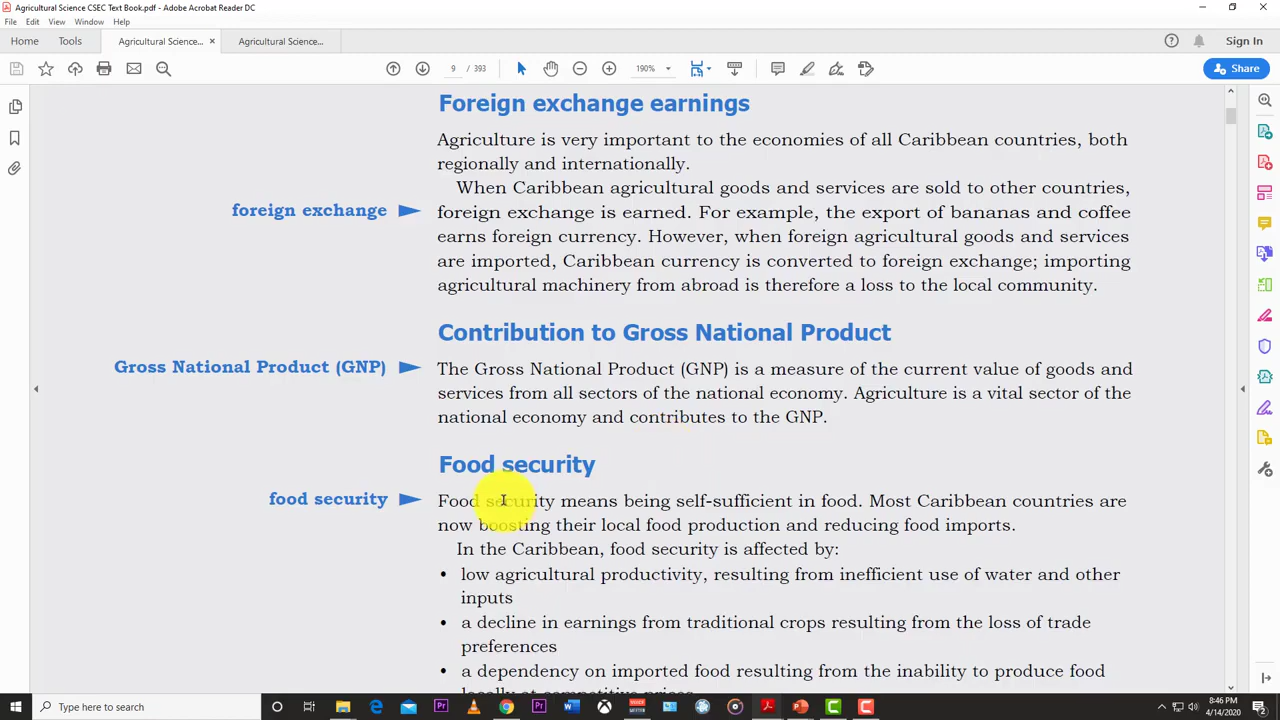 Agricultural Science CSEC Text Book.pdf - Adobe Acrobat Reader DC
File Edit View Window Help
Home Tools Agricultural Science... × Agricultural Science... Sign In
9 / 393 190% Share
Foreign exchange earnings
Agriculture is very important to the economies of all Caribbean countries, both
regionally and internationally.
When Caribbean agricultural goods and services are sold to other countries,
foreign exchange
foreign exchange is earned. For example, the export of bananas and coffee
earns foreign currency. However, when foreign agricultural goods and services
are imported, Caribbean currency is converted to foreign exchange; importing
agricultural machinery from abroad is therefore a loss to the local community.
Contribution to Gross National Product
Gross National Product (GNP)
The Gross National Product (GNP) is a measure of the current value of goods and
services from all sectors of the national economy. Agriculture is a vital sector of the
national economy and contributes to the GNP.
Food security
food security
Food security means being self-sufficient in food. Most Caribbean countries are
now boosting their local food production and reducing food imports.
In the Caribbean, food security is affected by:
• low agricultural productivity, resulting from inefficient use of water and other
inputs
• a decline in earnings from traditional crops resulting from the loss of trade
preferences
• a dependency on imported food resulting from the inability to produce food
locally at competitive prices
Type here to search
8:46 PM
4/14/2020